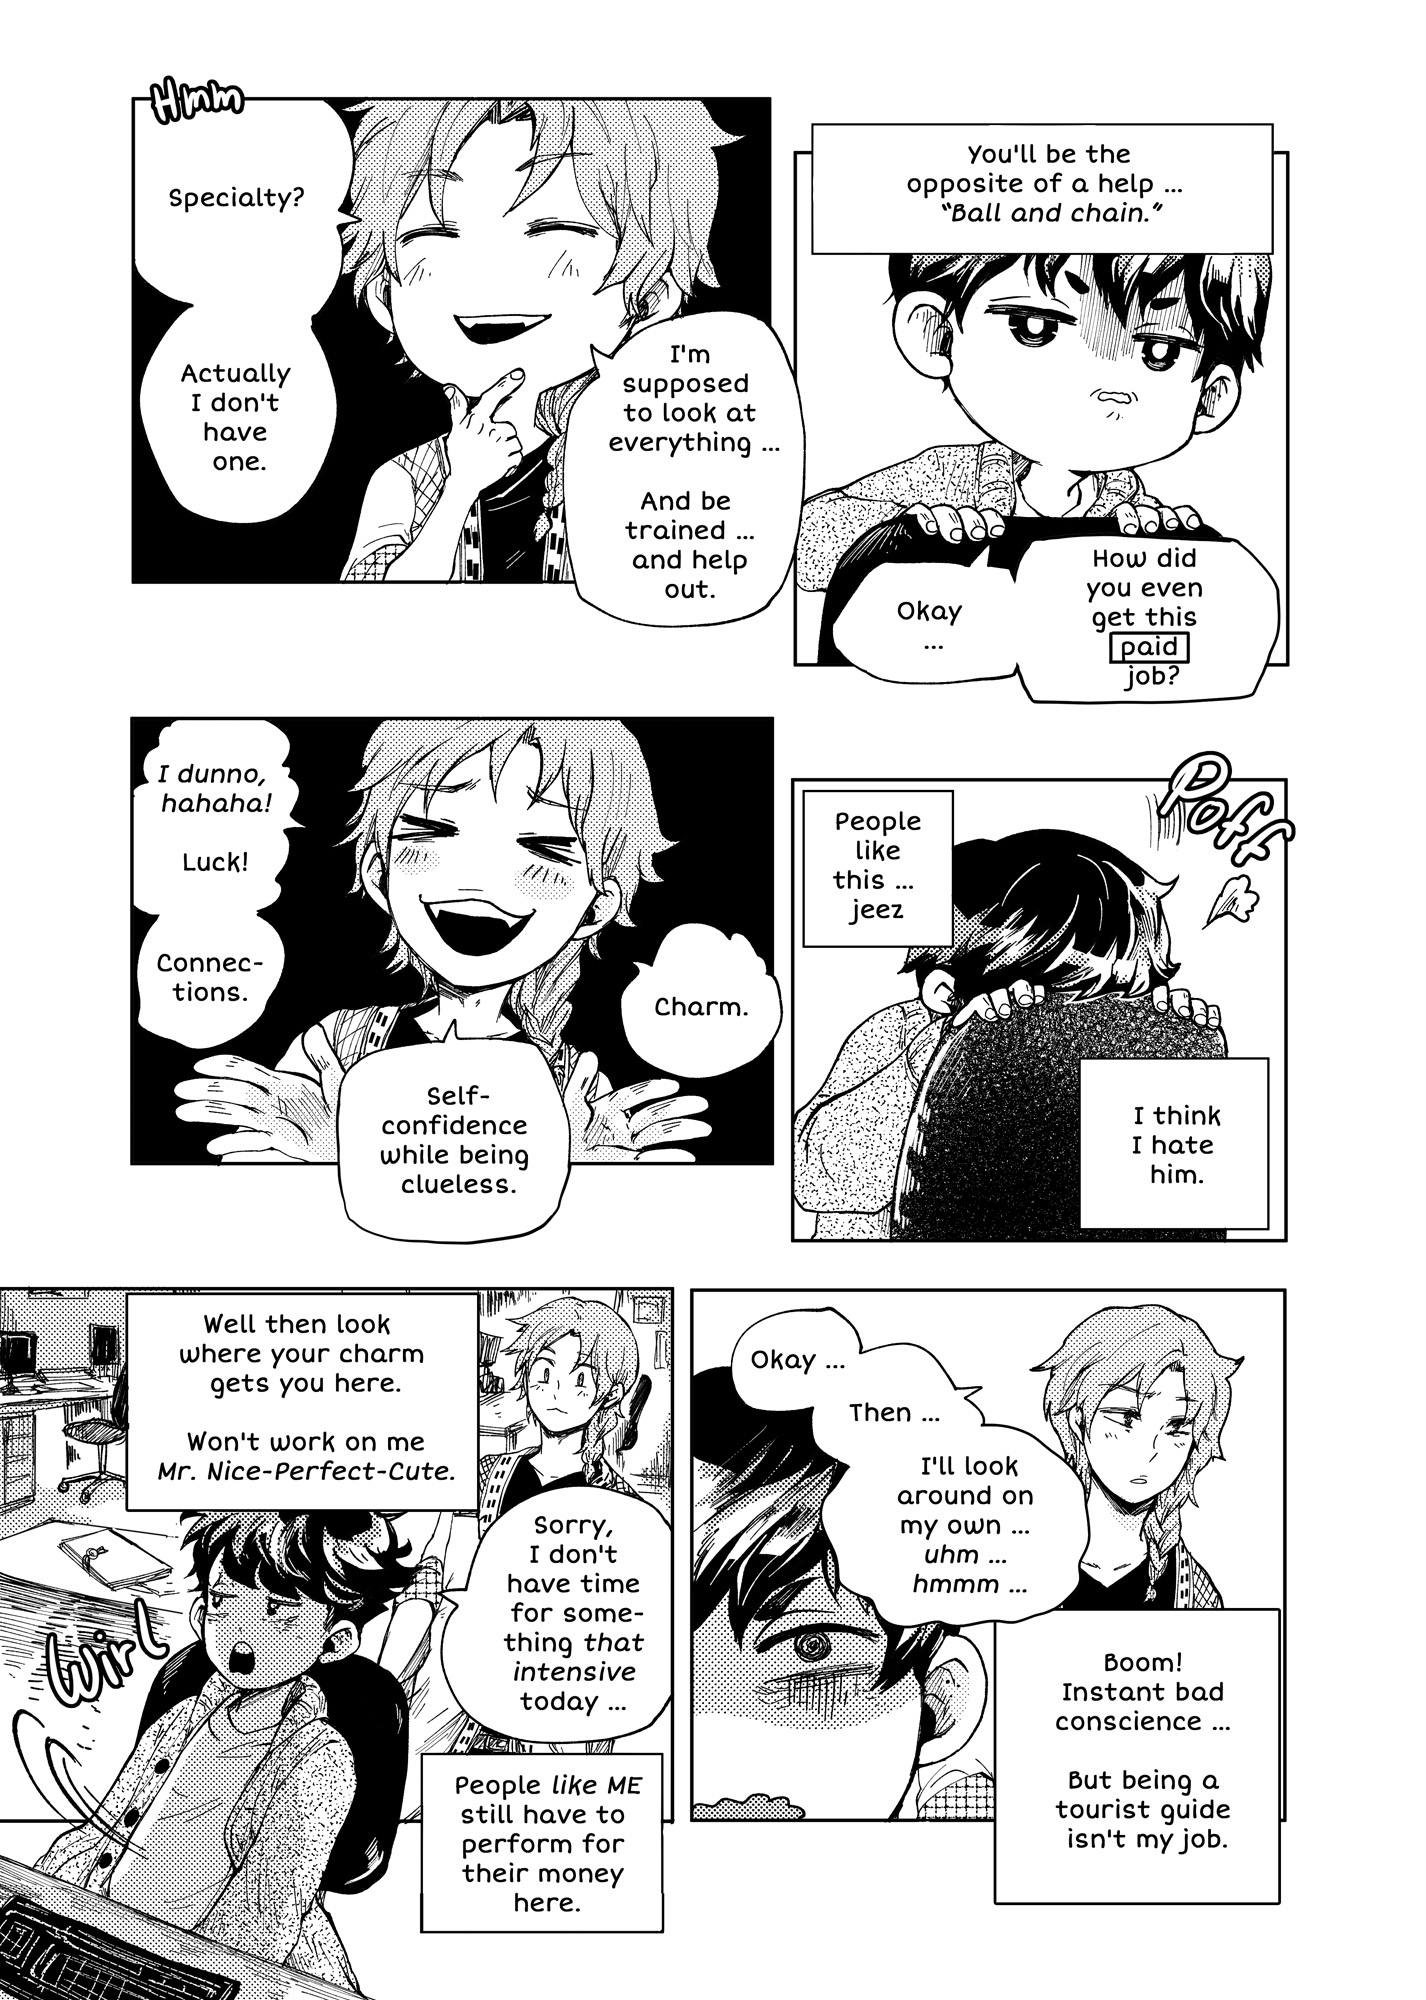 Hmm
Specialty?
Actually
I don't
have
one.
I'm
supposed
to look at
everything ...
And be
trained ...
and help
out.
You'll be the
opposite of a help ...
“Ball and chain.”
Okay
...
How did
you even
get this
paid
job?
I dunno,
hahaha!
Luck!
Connec-
tions.
Charm.
Self-
confidence
while being
clueless.
Poff
People
like
this ...
jeez
I think
I hate
him.
Well then look
where your charm
gets you here.
Won't work on me
Mr. Nice-Perfect-Cute.
Sorry,
I don't
have time
for some-
thing that
intensive
today ...
Wirl
People like ME
still have to
perform for
their money
here.
Okay ...
Then ...
I'll look
around on
my own ...
uhm ...
hmmm ...
Boom!
Instant bad
conscience ...
But being a
tourist guide
isn't my job.